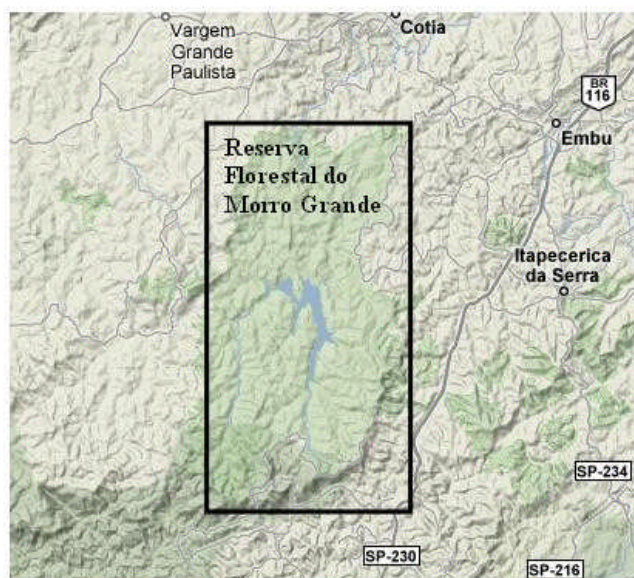 Cotia
Vargem
Grande
Paulista
BR
116
Embu
Reserva
Florestal do
Morro Grande
Itapecerica
da Serra
SP-234
SP-230
SP-216